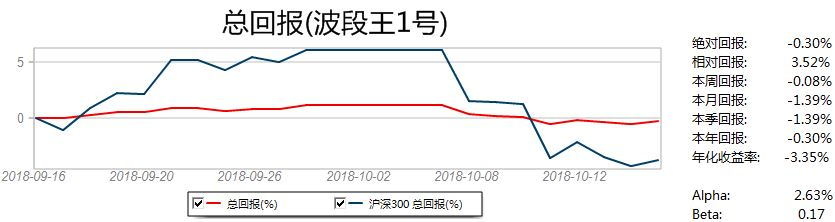 总回报(波段王1号)
5
0
2018-09-16 2018-09-20 2018-09-26 2018-10-02 2018-10-08 2018-10-12
总回报(%) 沪深300 总回报(%)
绝对回报: -0.30%
相对回报: 3.52%
本周回报: -0.08%
本月回报: -1.39%
本季回报: -1.39%
本年回报: -0.30%
年化收益率: -3.35%
Alpha: 2.63%
Beta: 0.17